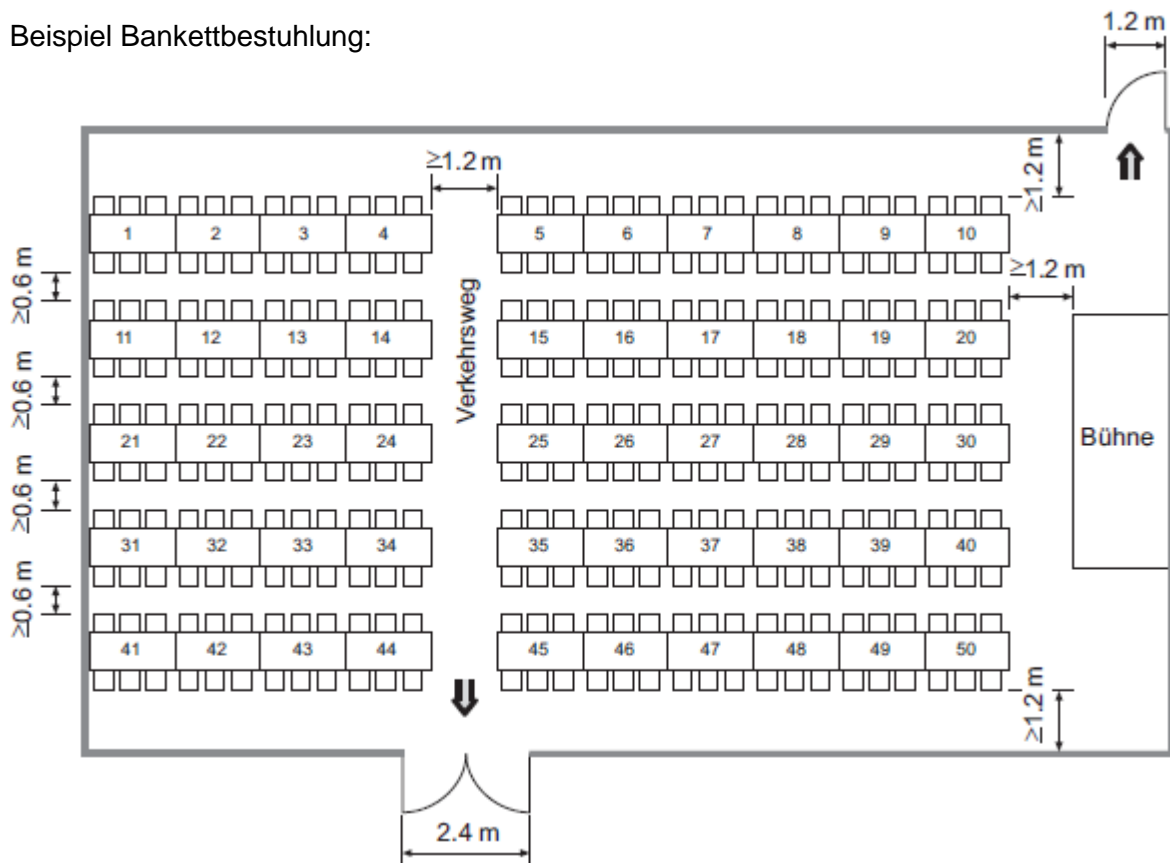 Beispiel Bankettbestuhlung:
1.2 m
≥1.2 m
≥1.2 m
1 2 3 4 5 6 7 8 9 10
≥0.6 m
≥1.2 m
Verkehrsweg
11 12 13 14 15 16 17 18 19 20
≥0.6 m
21 22 23 24 25 26 27 28 29 30
Bühne
≥0.6 m
31 32 33 34 35 36 37 38 39 40
≥0.6 m
41 42 43 44 45 46 47 48 49 50
≥1.2 m
2.4 m